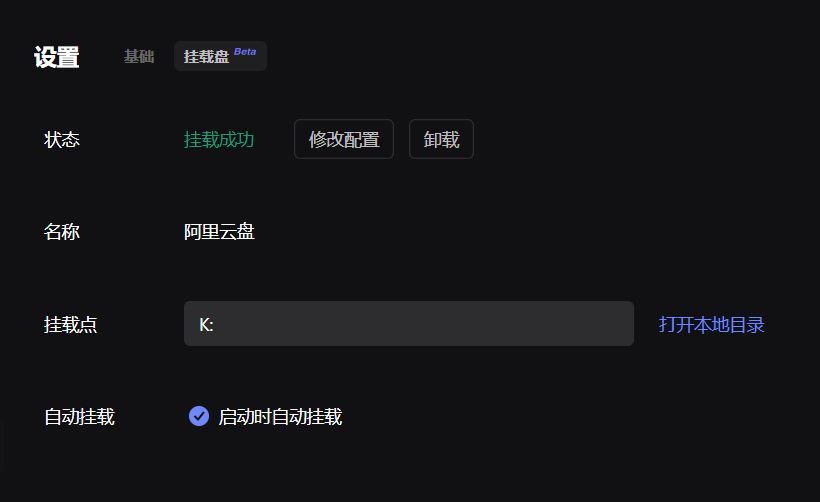 设置 基础 挂载盘 Beta
状态 挂载成功 修改配置 卸载
名称 阿里云盘
挂载点 K: 打开本地目录
自动挂载 启动时自动挂载